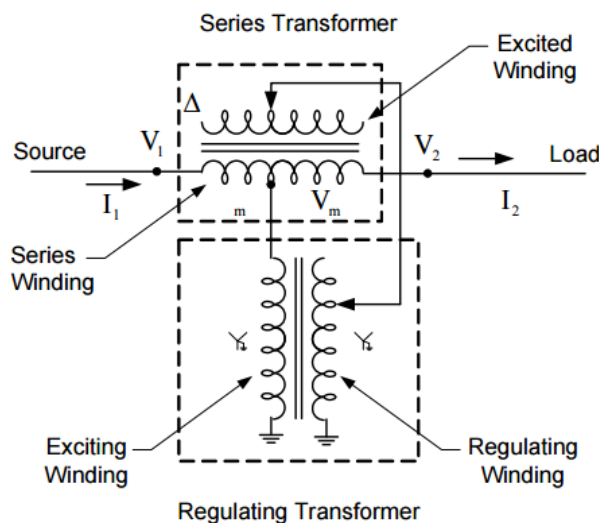 Series Transformer
Excited
Winding
Δ
Source
V₁
V₂
Load
I₁
I₂
m
Vₘ
Series
Winding
Exciting
Winding
Regulating
Winding
Regulating Transformer